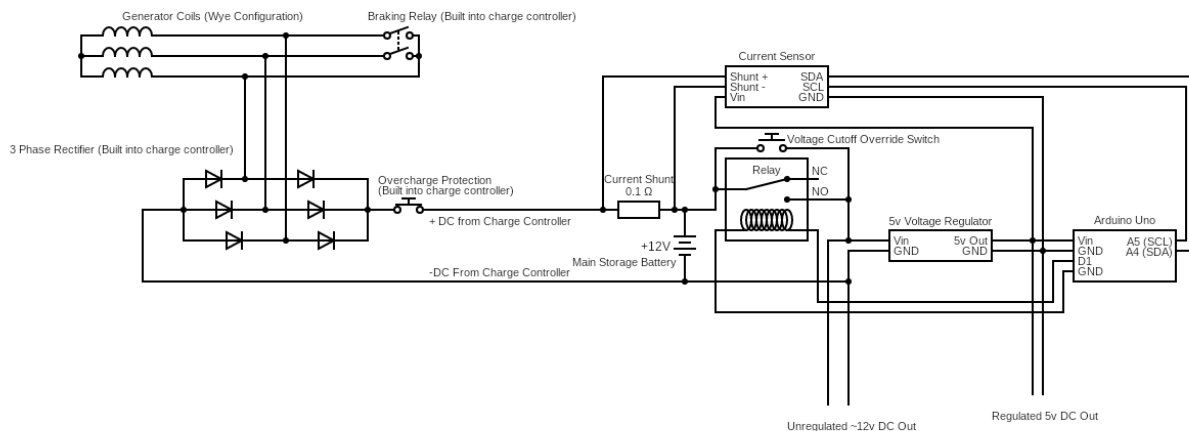 Generator Coils (Wye Configuration)
Braking Relay (Built into charge controller)
Current Sensor
Shunt +
Shunt -
Vin
SDA
SCL
GND
3 Phase Rectifier (Built into charge controller)
Voltage Cutoff Override Switch
Relay
NC
NO
Overcharge Protection
(Built into charge controller)
Current Shunt
0.1 Ω
+ DC from Charge Controller
5v Voltage Regulator
Vin
GND
5v Out
GND
Arduino Uno
Vin
GND
D1
GND
A5 (SCL)
A4 (SDA)
+12V
Main Storage Battery
-DC From Charge Controller
Regulated 5v DC Out
Unregulated ~12v DC Out